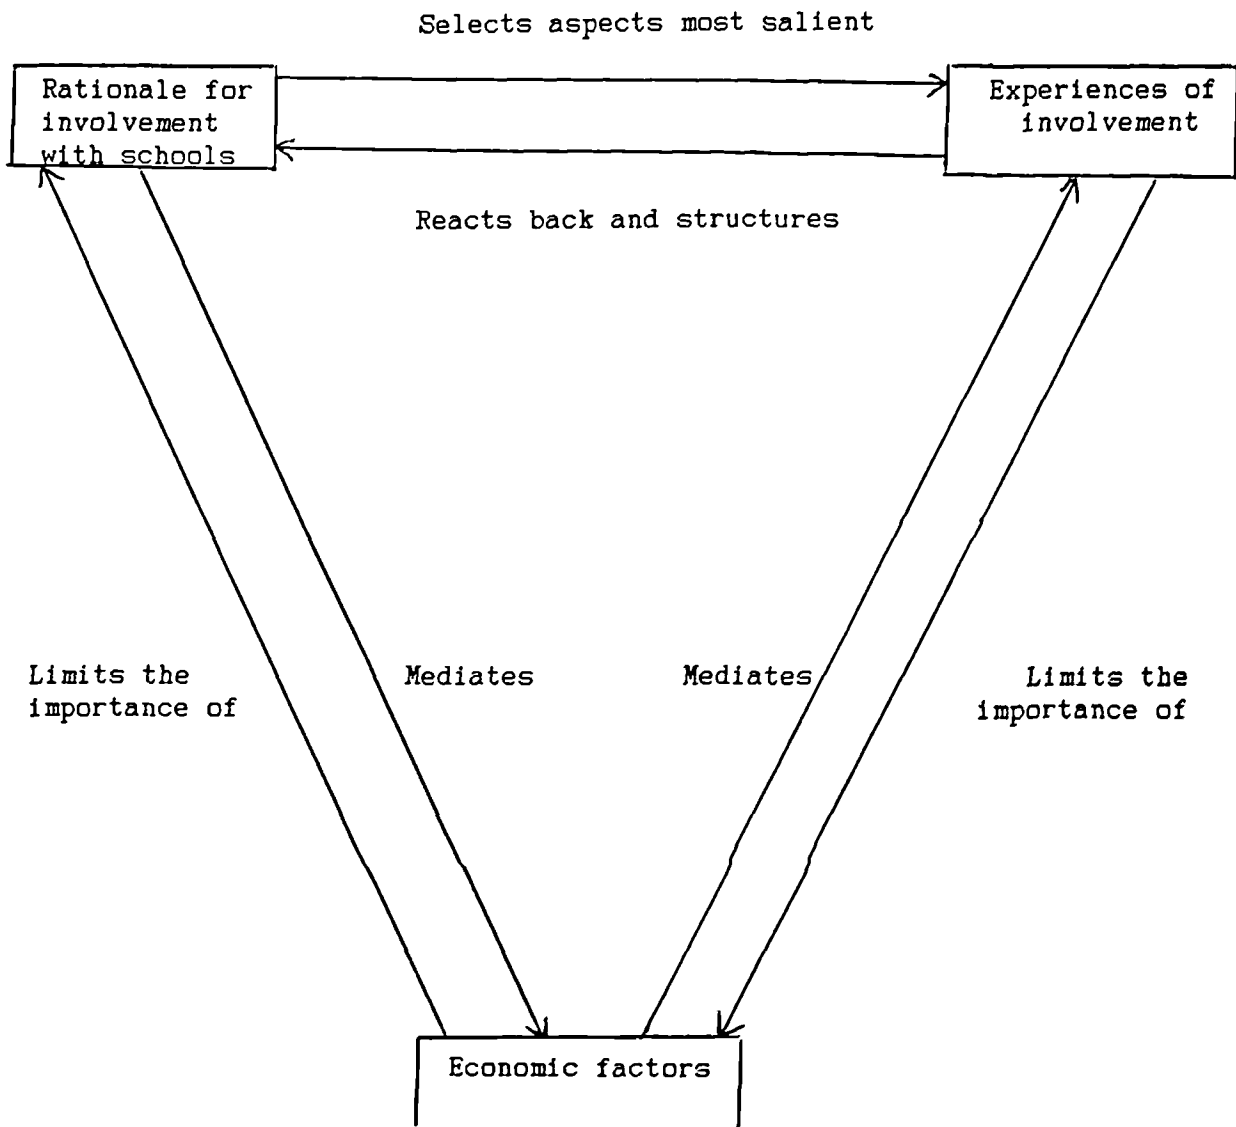 Selects aspects most salient
Rationale for
involvement
with schools
Experiences of
involvement
Reacts back and structures
Limits the
importance of
Mediates
Mediates
Limits the
importance of
Economic factors